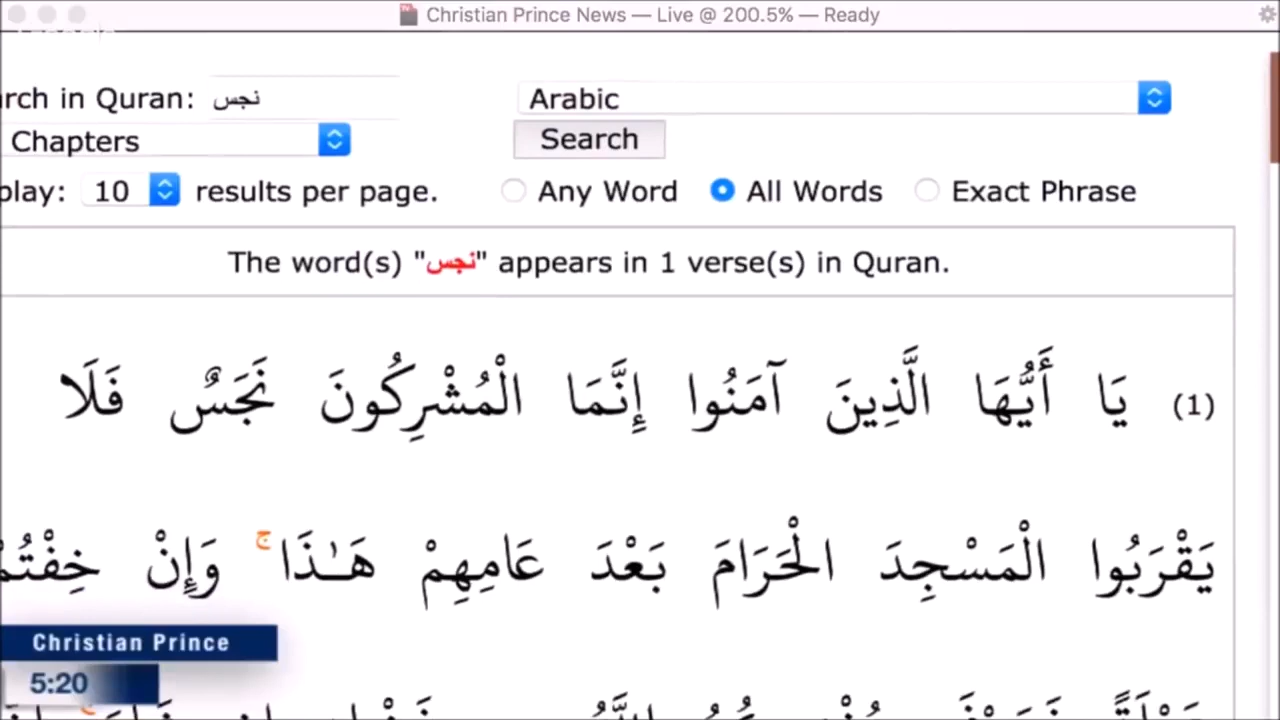 Christian Prince News — Live @ 200.5% — Ready
rch in Quran: نجس Arabic
Chapters Search
play: 10 results per page. Any Word All Words Exact Phrase
The word(s) "نجس" appears in 1 verse(s) in Quran.
(1) يَا أَيُّهَا الَّذِينَ آمَنُوا إِنَّمَا الْمُشْرِكُونَ نَجَسٌ فَلَا
يَقْرَبُوا الْمَسْجِدَ الْحَرَامَ بَعْدَ عَامِهِمْ هَـٰذَا ۚ وَإِنْ خِفْتُمْ
Christian Prince
5:20